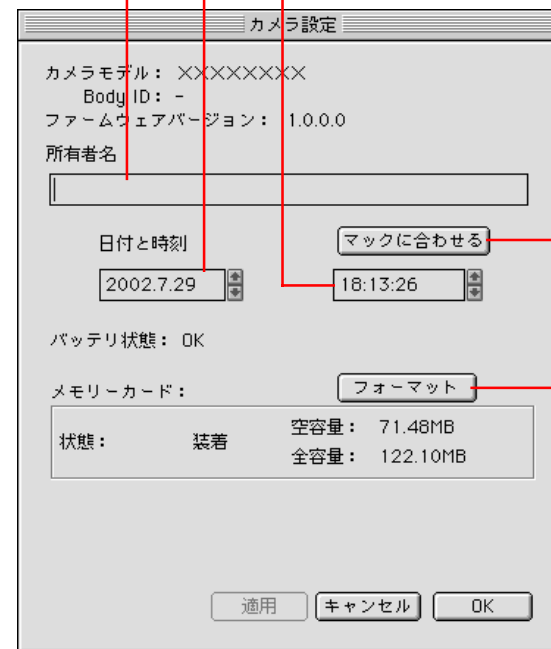 カメラ設定
カメラモデル： XXXXXXXX
Body ID： -
ファームウェアバージョン： 1.0.0.0
所有者名
日付と時刻 マックに合わせる
2002.7.29 18:13:26
バッテリ状態： OK
メモリーカード： フォーマット
状態： 装着 空容量： 71.48MB
全容量： 122.10MB
適用 キャンセル OK